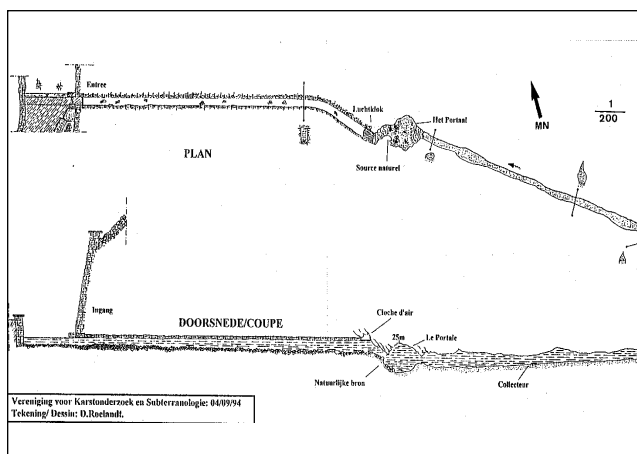 Entree
Luchtklok
Het Portaal
Source naturel
PLAN
MN
1
200
Ingang
DOORSNEDE/COUPE
Cloche d'air
25m
Le Portale
Natuurlijke bron
Collecteur
Vereniging voor Karstonderzoek en Subterranologie: 04/09/94
Tekening/ Dessin: D.Roelandt.